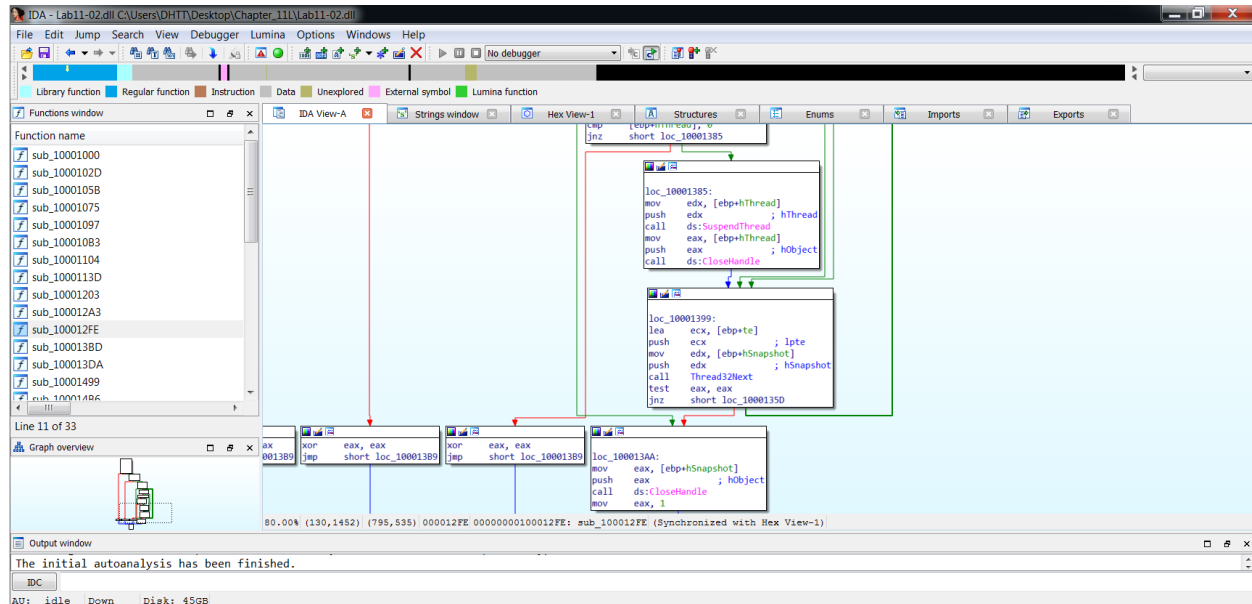 IDA - Lab11-02.dll C:\Users\DHTT\Desktop\Chapter_11L\Lab11-02.dll
File Edit Jump Search View Debugger Lumina Options Windows Help
No debugger
Library function Regular function Instruction Data Unexplored External symbol Lumina function
Functions window
IDA View-A Strings window Hex View-1 Structures Enums Imports Exports
Function name
sub_10001000
sub_1000102D
sub_1000105B
sub_10001075
sub_10001097
sub_100010B3
sub_10001104
sub_1000113D
sub_10001203
sub_100012A3
sub_100012FE
sub_100013BD
sub_100013DA
sub_10001499
sub_100014B6
Line 11 of 33
Graph overview
cmp [ebp+hThread], 0
jnz short loc_10001385
loc_10001385:
mov edx, [ebp+hThread]
push edx ; hThread
call ds:SuspendThread
mov eax, [ebp+hThread]
push eax ; hObject
call ds:CloseHandle
loc_10001399:
lea ecx, [ebp+te]
push ecx ; lpte
mov edx, [ebp+hSnapshot]
push edx ; hSnapshot
call Thread32Next
test eax, eax
jnz short loc_1000135D
ax
00013B9
xor eax, eax
jmp short loc_100013B9
xor eax, eax
jmp short loc_100013B9
loc_100013AA:
mov eax, [ebp+hSnapshot]
push eax ; hObject
call ds:CloseHandle
mov eax, 1
80.00% (130,1452) (795,535) 000012FE 00000000100012FE: sub_100012FE (Synchronized with Hex View-1)
Output window
The initial autoanalysis has been finished.
IDC
AU: idle Down Disk: 45GB